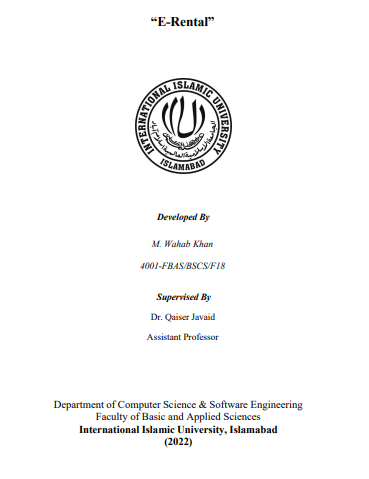 “E-Rental”
INTERNATIONAL ISLAMIC UNIVERSITY
ISLAMABAD
Developed By
M. Wahab Khan
4001-FBAS/BSCS/F18
Supervised By
Dr. Qaiser Javaid
Assistant Professor
Department of Computer Science & Software Engineering
Faculty of Basic and Applied Sciences
International Islamic University, Islamabad
(2022)